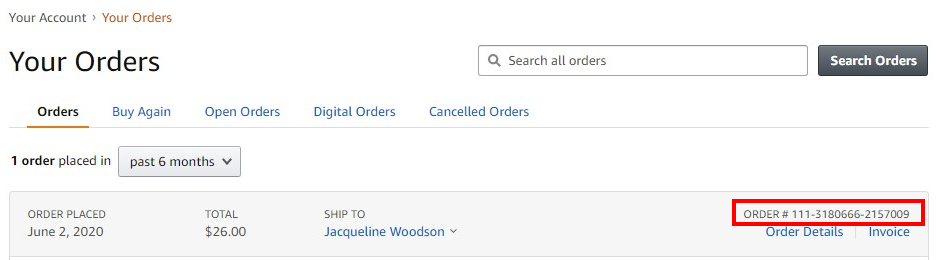 Your Account › Your Orders
Your Orders
Search all orders
Search Orders
Orders Buy Again Open Orders Digital Orders Cancelled Orders
1 order placed in past 6 months
ORDER PLACED TOTAL SHIP TO ORDER # 111-3180666-2157009
June 2, 2020 $26.00 Jacqueline Woodson Order Details Invoice